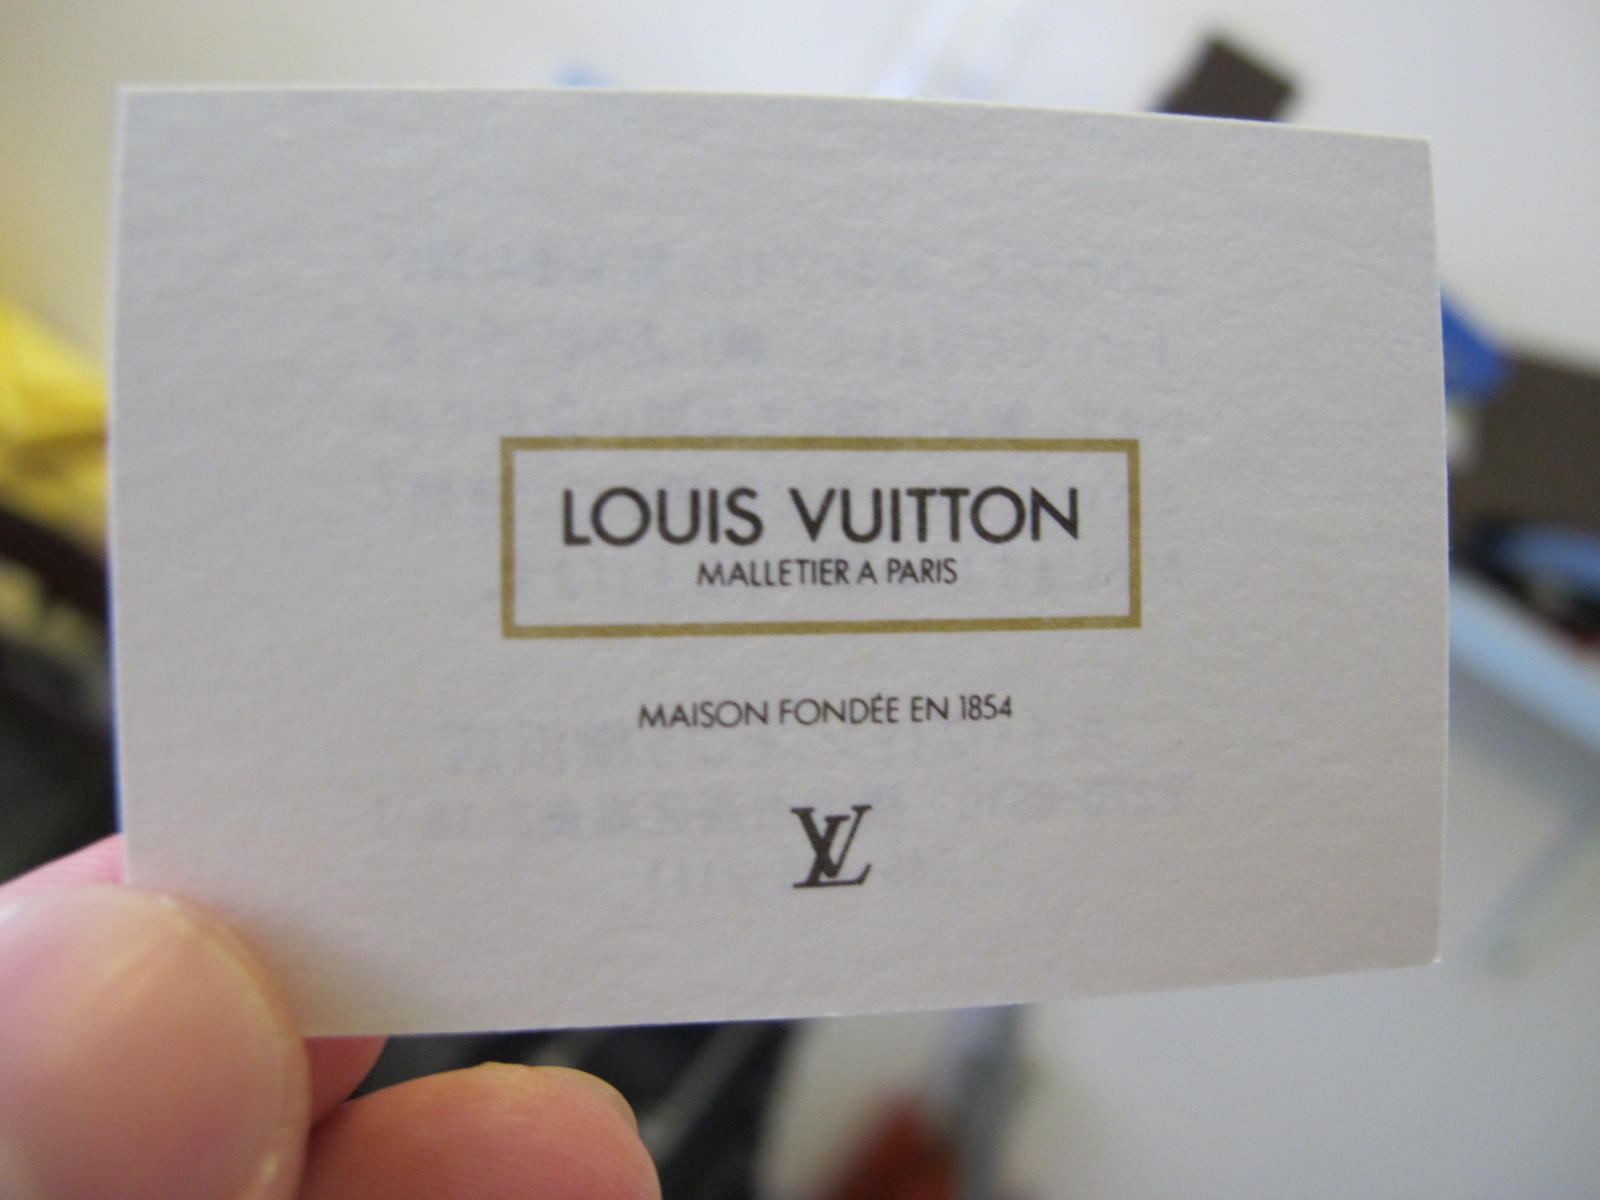 LOUIS VUITTON
MALLETIER A PARIS
MAISON FONDÉE EN 1854
LV